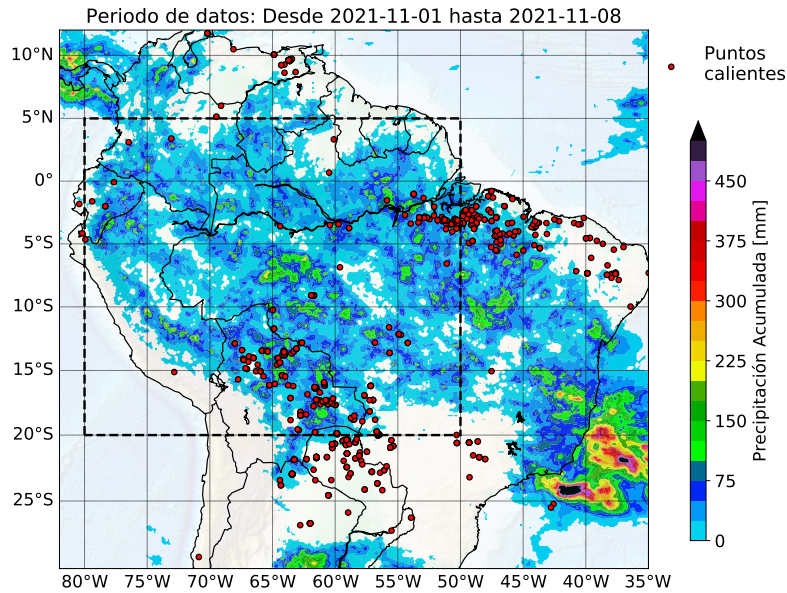 Periodo de datos: Desde 2021-11-01 hasta 2021-11-08
10°N
5°N
0°
5°S
10°S
15°S
20°S
25°S
80°W 75°W 70°W 65°W 60°W 55°W 50°W 45°W 40°W 35°W
Puntos
calientes
450
375
300
225
150
75
0
Precipitación Acumulada [mm]